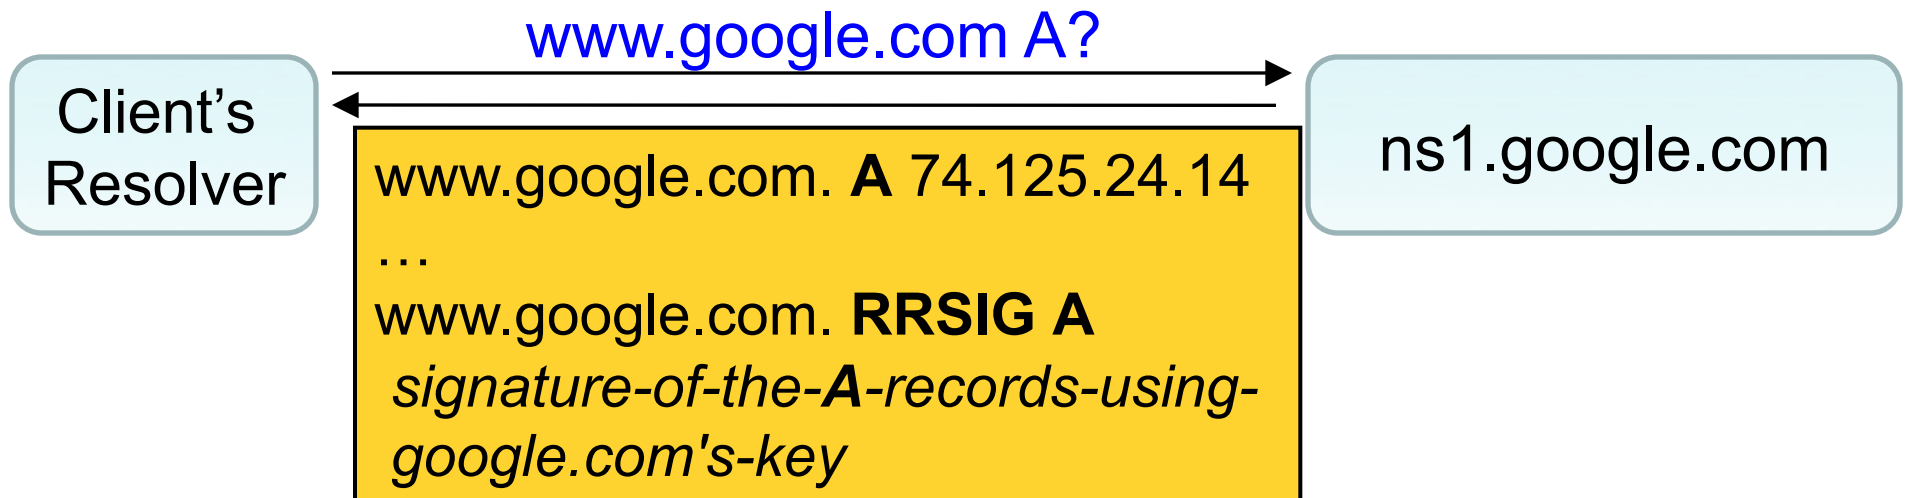 www.google.com A?
Client’s
Resolver
ns1.google.com
www.google.com. A 74.125.24.14
…
www.google.com. RRSIG A
signature-of-the-A-records-using-
google.com's-key